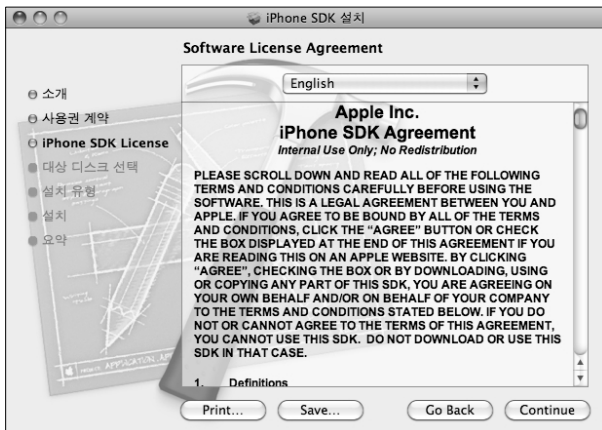 iPhone SDK 설치
Software License Agreement
English
소개
사용권 계약
iPhone SDK License
대상 디스크 선택
설치 유형
설치
요약
Apple Inc.
iPhone SDK Agreement
Internal Use Only; No Redistribution
PLEASE SCROLL DOWN AND READ ALL OF THE FOLLOWING
TERMS AND CONDITIONS CAREFULLY BEFORE USING THE
SOFTWARE. THIS IS A LEGAL AGREEMENT BETWEEN YOU AND
APPLE. IF YOU AGREE TO BE BOUND BY ALL OF THE TERMS
AND CONDITIONS, CLICK THE “AGREE” BUTTON OR CHECK
THE BOX DISPLAYED AT THE END OF THIS AGREEMENT IF YOU
ARE READING THIS ON AN APPLE WEBSITE. BY CLICKING
“AGREE”, CHECKING THE BOX OR BY DOWNLOADING, USING
OR COPYING ANY PART OF THIS SDK, YOU ARE AGREEING ON
YOUR OWN BEHALF AND/OR ON BEHALF OF YOUR COMPANY
TO THE TERMS AND CONDITIONS STATED BELOW. IF YOU DO
NOT OR CANNOT AGREE TO THE TERMS OF THIS AGREEMENT,
YOU CANNOT USE THIS SDK. DO NOT DOWNLOAD OR USE THIS
SDK IN THAT CASE.
1. Definitions
Print... Save... Go Back Continue